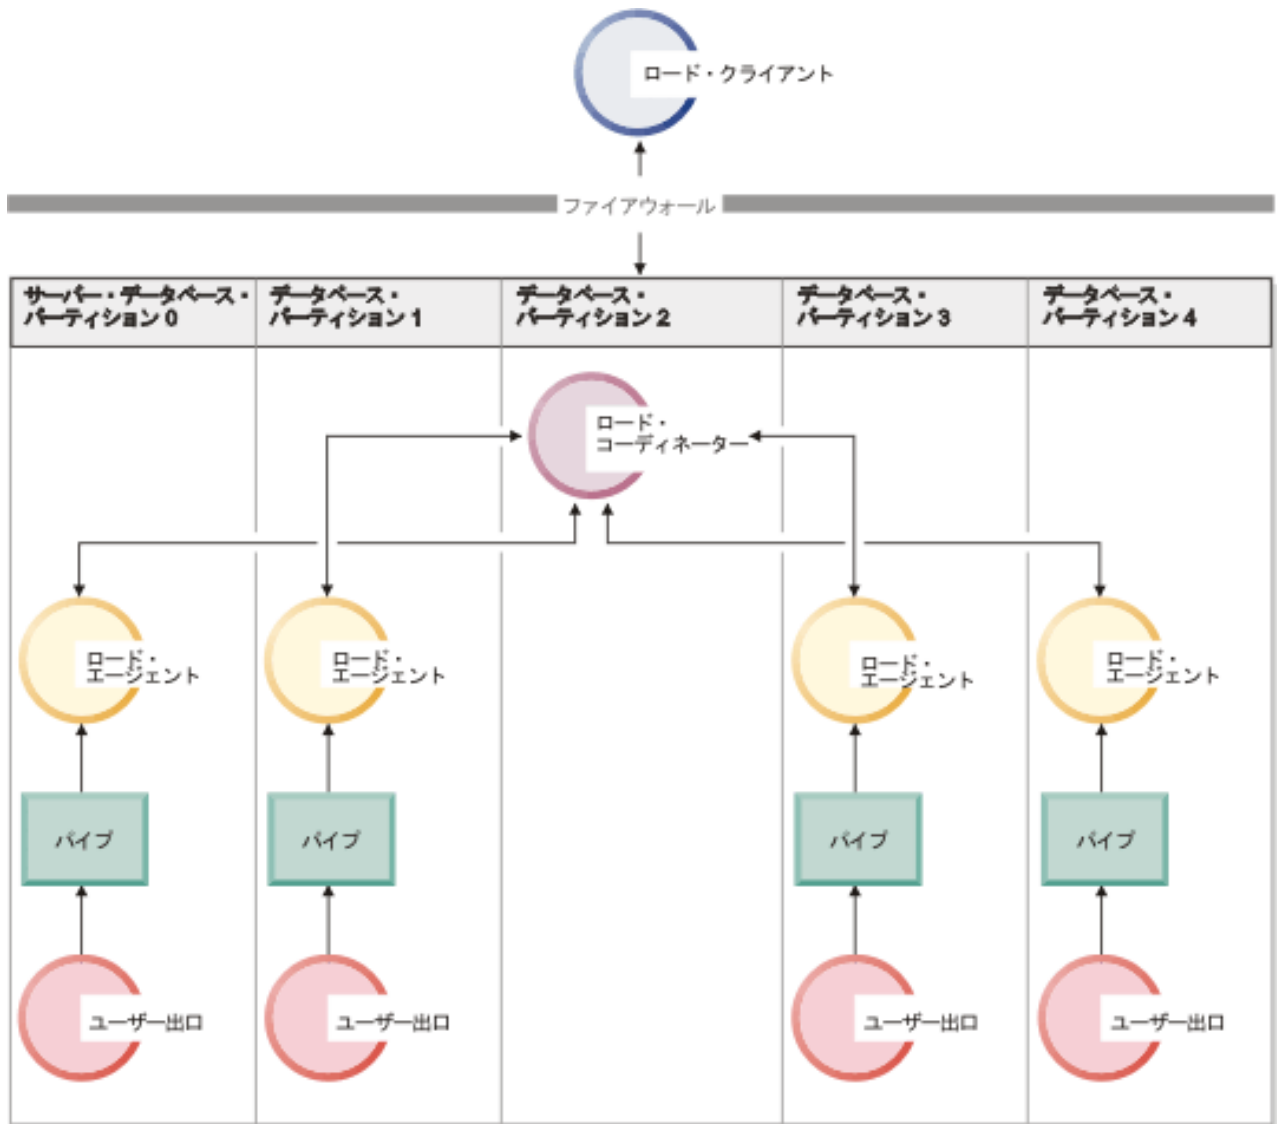 ロード・クライアント
ファイアウォール
サーバー・データベース・
パーティション 0
データベース・
パーティション 1
データベース・
パーティション 2
データベース・
パーティション 3
データベース・
パーティション 4
ロード・
コーディネーター
ロード・
エージェント
ロード・
エージェント
ロード・
エージェント
ロード・
エージェント
パイプ
パイプ
パイプ
パイプ
ユーザー出口
ユーザー出口
ユーザー出口
ユーザー出口